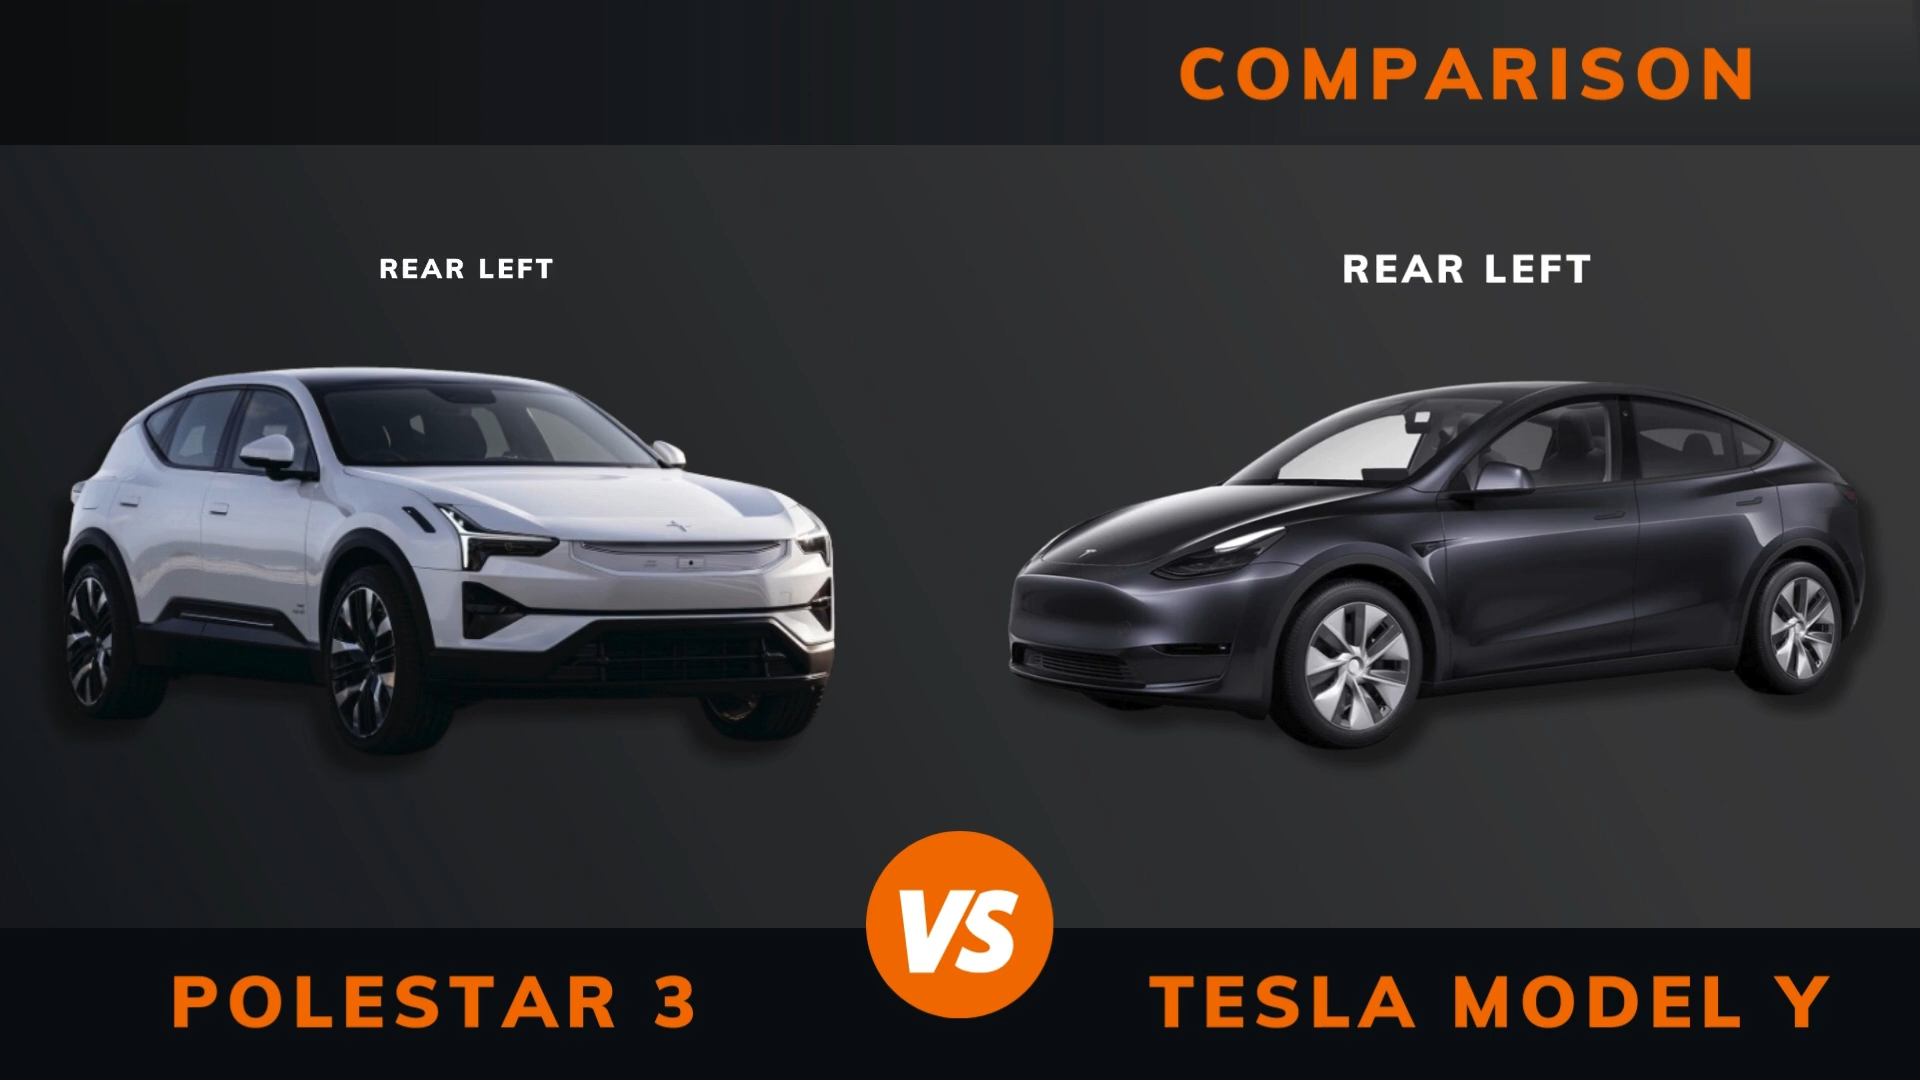 COMPARISON
REAR LEFT
REAR LEFT
VS
POLESTAR 3
TESLA MODEL Y